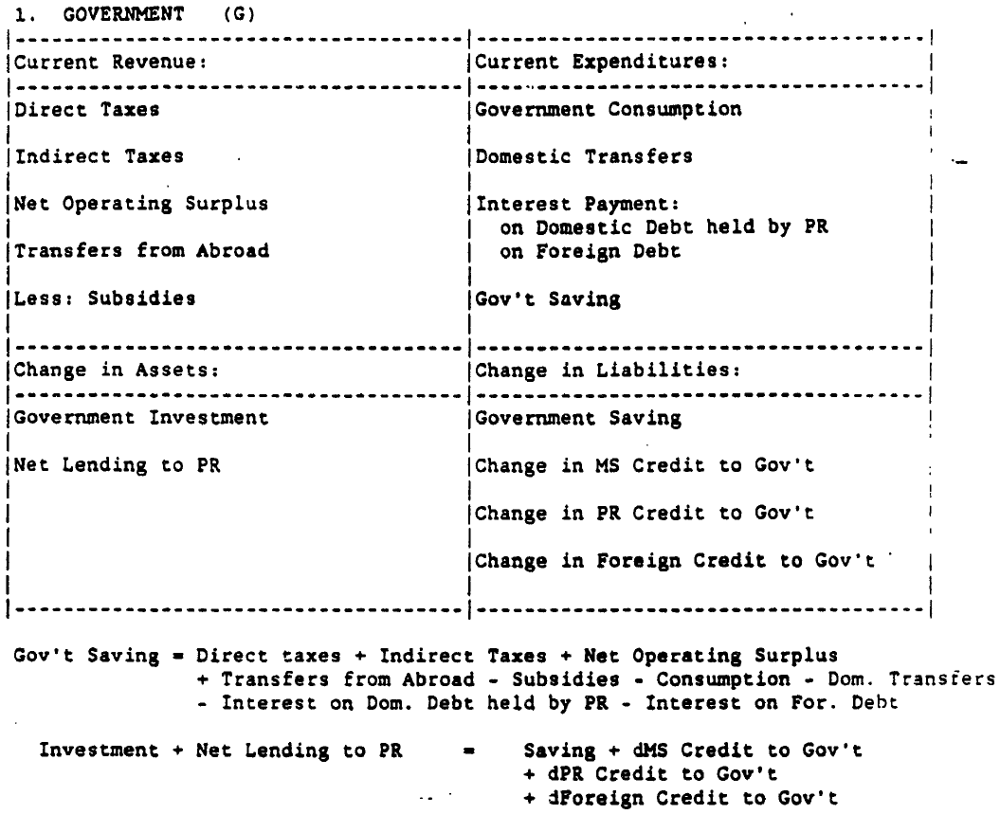 1. GOVERNMENT (G)
Current Revenue: Current Expenditures:
Direct Taxes Government Consumption
Indirect Taxes Domestic Transfers
Net Operating Surplus Interest Payment:
on Domestic Debt held by PR
Transfers from Abroad on Foreign Debt
Less: Subsidies Gov't Saving
Change in Assets: Change in Liabilities:
Government Investment Government Saving
Net Lending to PR Change in MS Credit to Gov't
Change in PR Credit to Gov't
Change in Foreign Credit to Gov't
Gov't Saving = Direct taxes + Indirect Taxes + Net Operating Surplus
+ Transfers from Abroad - Subsidies - Consumption - Dom. Transfers
- Interest on Dom. Debt held by PR - Interest on For. Debt
Investment + Net Lending to PR = Saving + dMS Credit to Gov't
+ dPR Credit to Gov't
+ dForeign Credit to Gov't